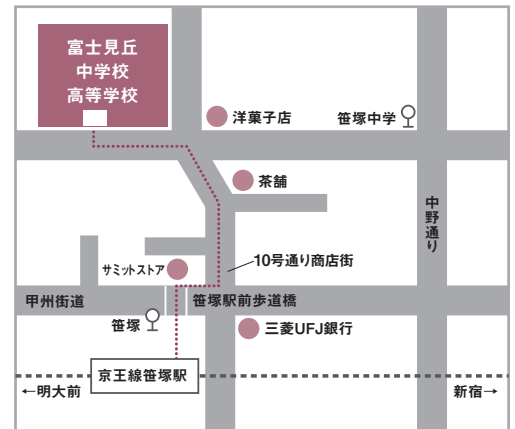 富士見丘
中学校
高等学校
洋菓子店
笹塚中学
茶舗
中野通り
10号通り商店街
サミットストア
甲州街道
笹塚駅前歩道橋
笹塚
三菱UFJ銀行
京王線笹塚駅
←明大前
新宿→